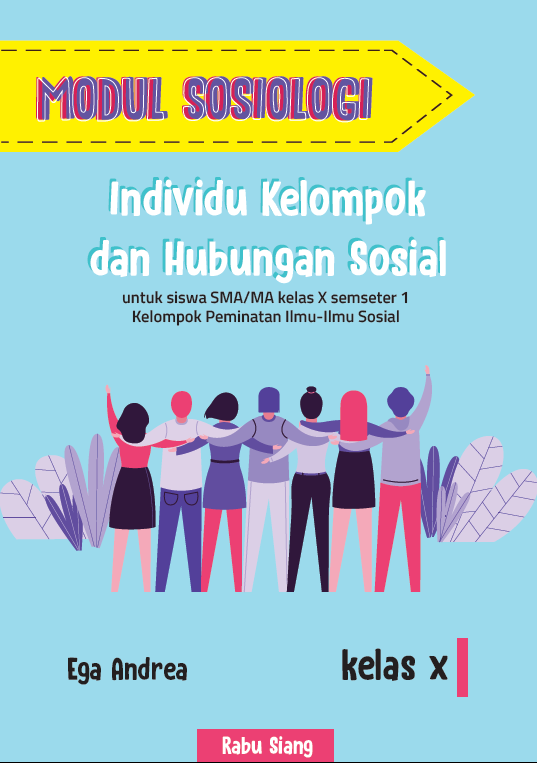 MODUL SOSIOLOGI
Individu Kelompok
dan Hubungan Sosial
untuk siswa SMA/MA kelas X semseter 1
Kelompok Peminatan Ilmu-Ilmu Sosial
Ega Andrea
kelas X
Rabu Siang